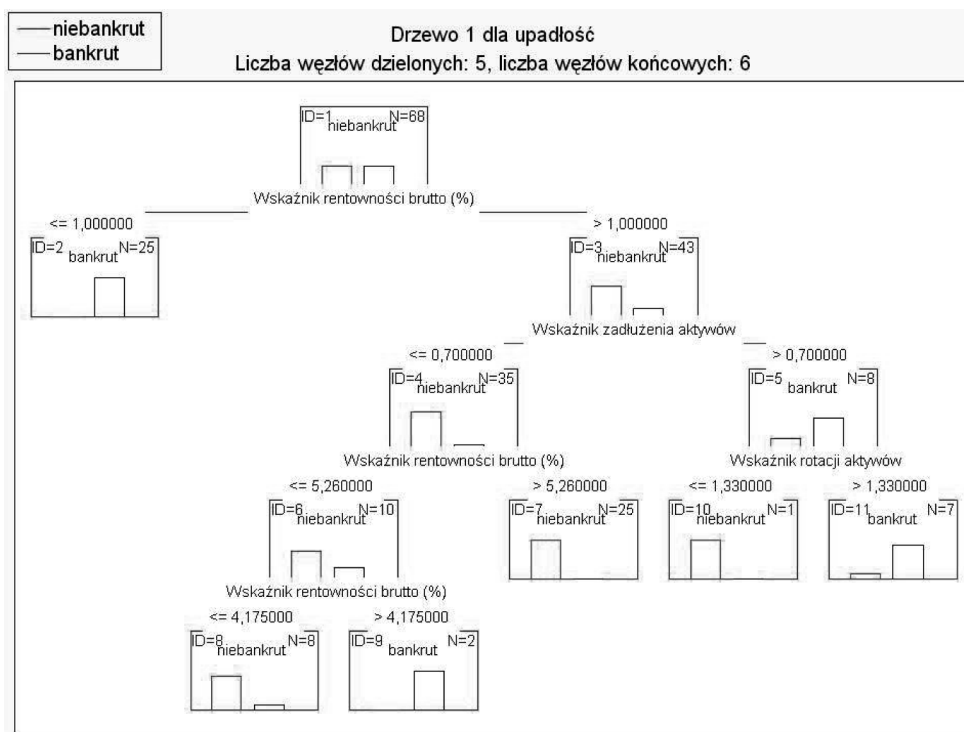 niebankrut
bankrut
Drzewo 1 dla upadłość
Liczba węzłów dzielonych: 5, liczba węzłów końcowych: 6
ID=1 N=68
niebankrut
Wskaźnik rentowności brutto (%)
<= 1,000000 > 1,000000
ID=2 N=25
bankrut
ID=3 N=43
niebankrut
Wskaźnik zadłużenia aktywów
<= 0,700000 > 0,700000
ID=4 N=35
niebankrut
ID=5 N=8
bankrut
Wskaźnik rentowności brutto (%) Wskaźnik rotacji aktywów
<= 5,260000 > 5,260000 <= 1,330000 > 1,330000
ID=6 N=10
niebankrut
ID=7 N=25
niebankrut
ID=10 N=1
niebankrut
ID=11 N=7
bankrut
Wskaźnik rentowności brutto (%)
<= 4,175000 > 4,175000
ID=8 N=8
niebankrut
ID=9 N=2
bankrut